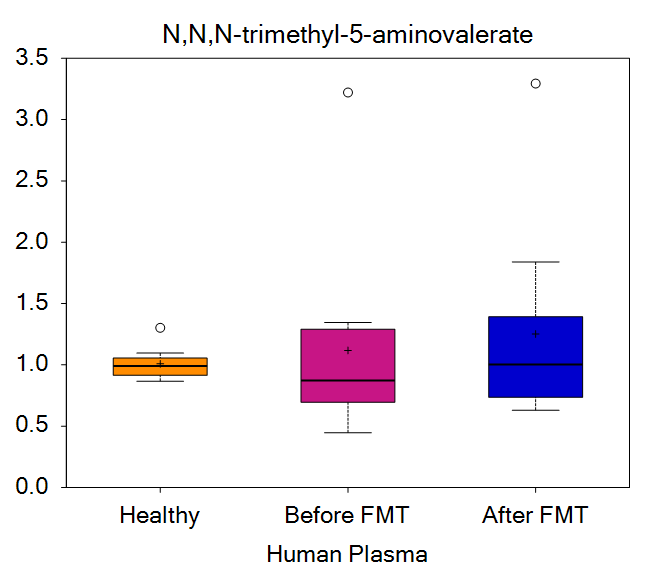 N,N,N-trimethyl-5-aminovalerate
3.5
3.0
2.5
2.0
1.5
1.0
0.5
0.0
Healthy Before FMT After FMT
Human Plasma